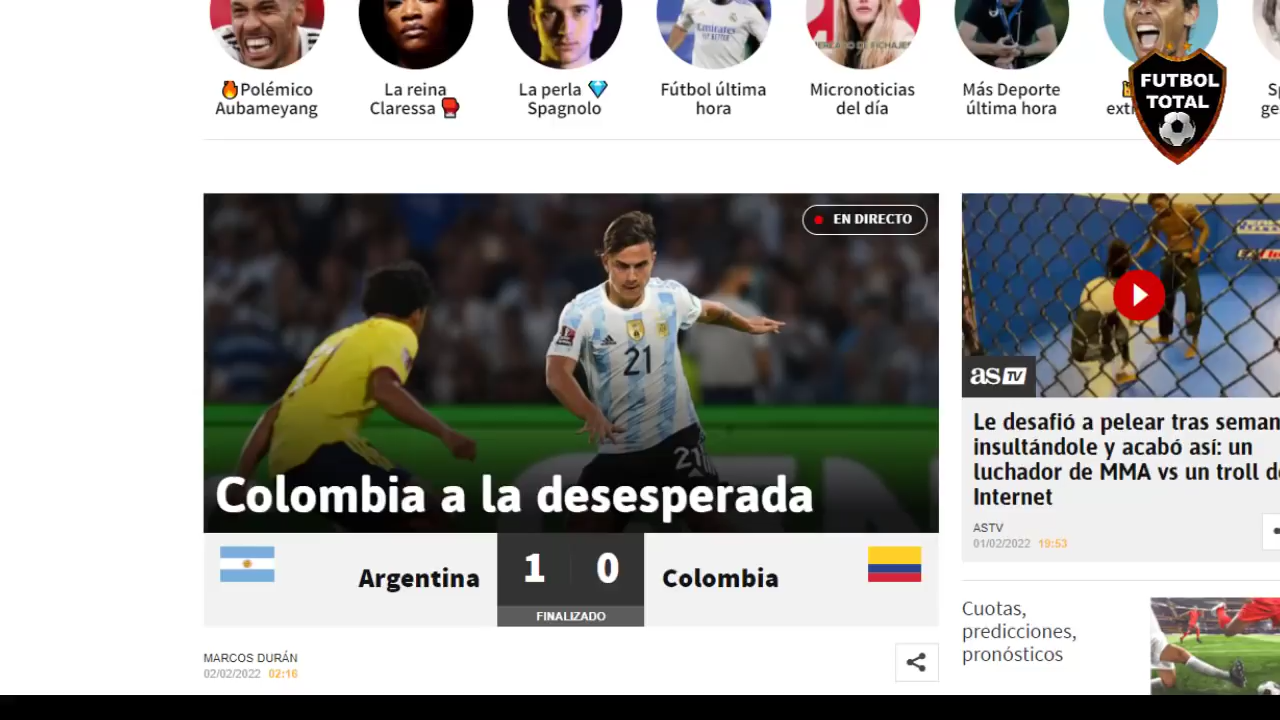 🔥Polémico
Aubameyang
La reina
Claressa 🥊
La perla 💎
Spagnolo
Fútbol última
hora
Micronoticias
del día
Más Deporte
última hora
FUTBOL
TOTAL
EN DIRECTO
21
21
Colombia a la desesperada
Argentina
1 0
Colombia
FINALIZADO
MARCOS DURÁN
02/02/2022 02:16
as TV
Le desafió a pelear tras seman
insultándole y acabó así: un
luchador de MMA vs un troll de
Internet
ASTV
01/02/2022 19:53
Cuotas,
predicciones,
pronósticos